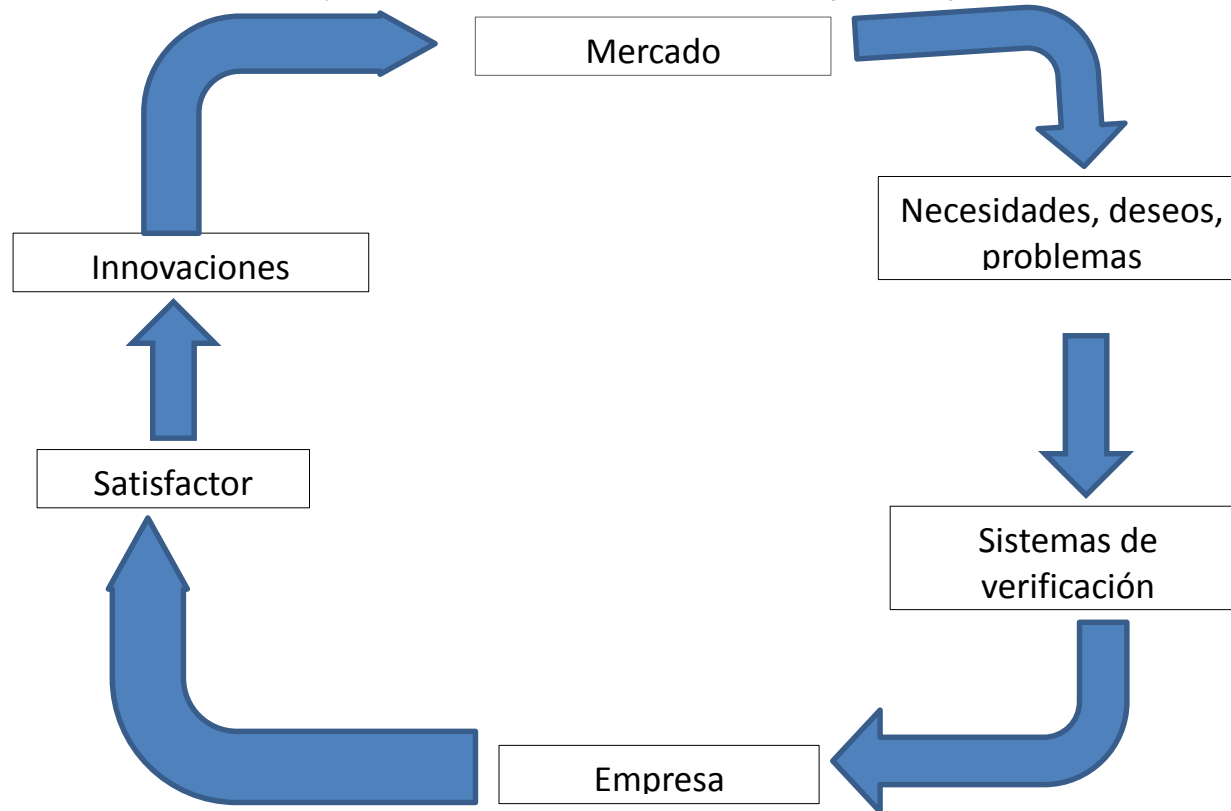 Mercado
Necesidades, deseos,
problemas
Innovaciones
Satisfactor
Sistemas de
verificación
Empresa